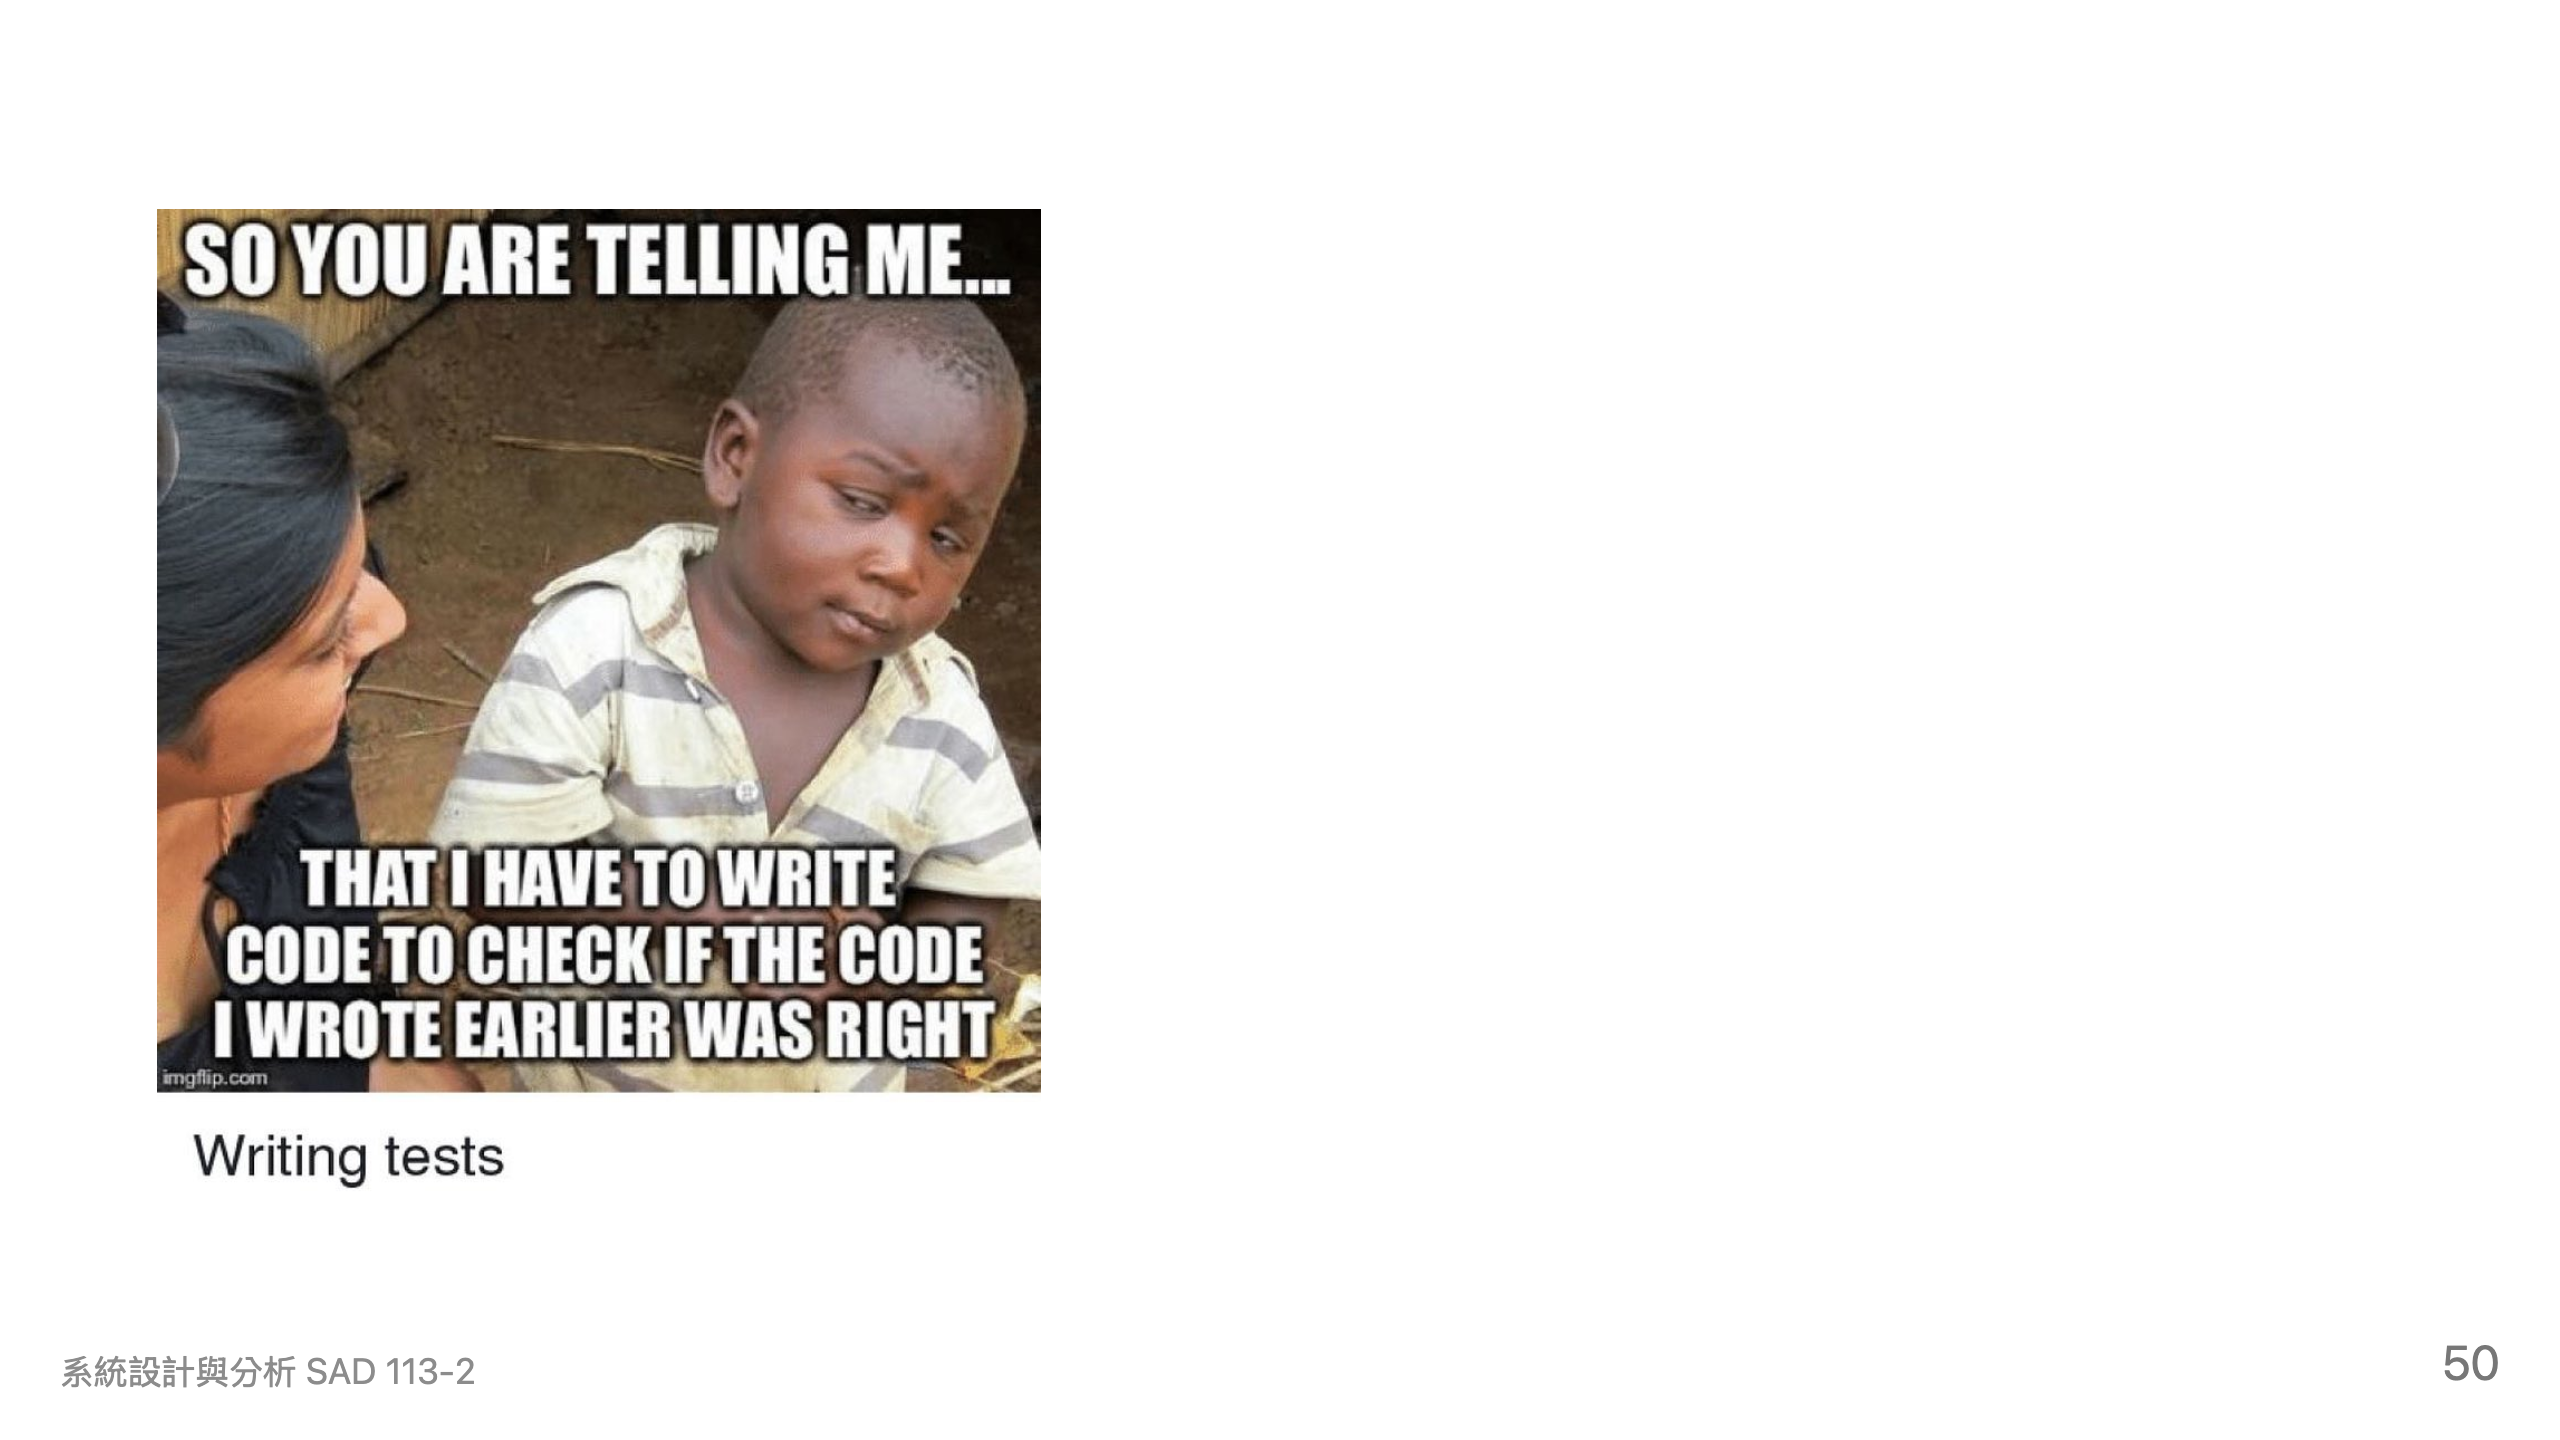 SO YOU ARE TELLING ME...
THAT I HAVE TO WRITE
CODE TO CHECK IF THE CODE
I WROTE EARLIER WAS RIGHT
imgflip.com
Writing tests
系統設計與分析 SAD 113-2
50